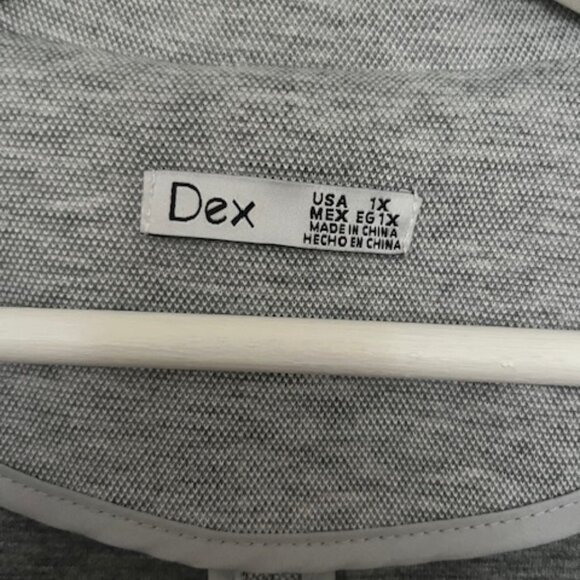 Dex
USA 1X
MEX EG 1X
MADE IN CHINA
HECHO EN CHINA